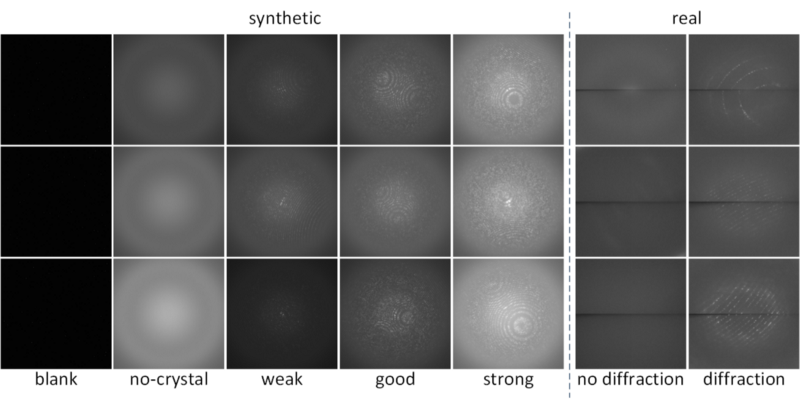 synthetic real
blank no-crystal weak good strong no diffraction diffraction